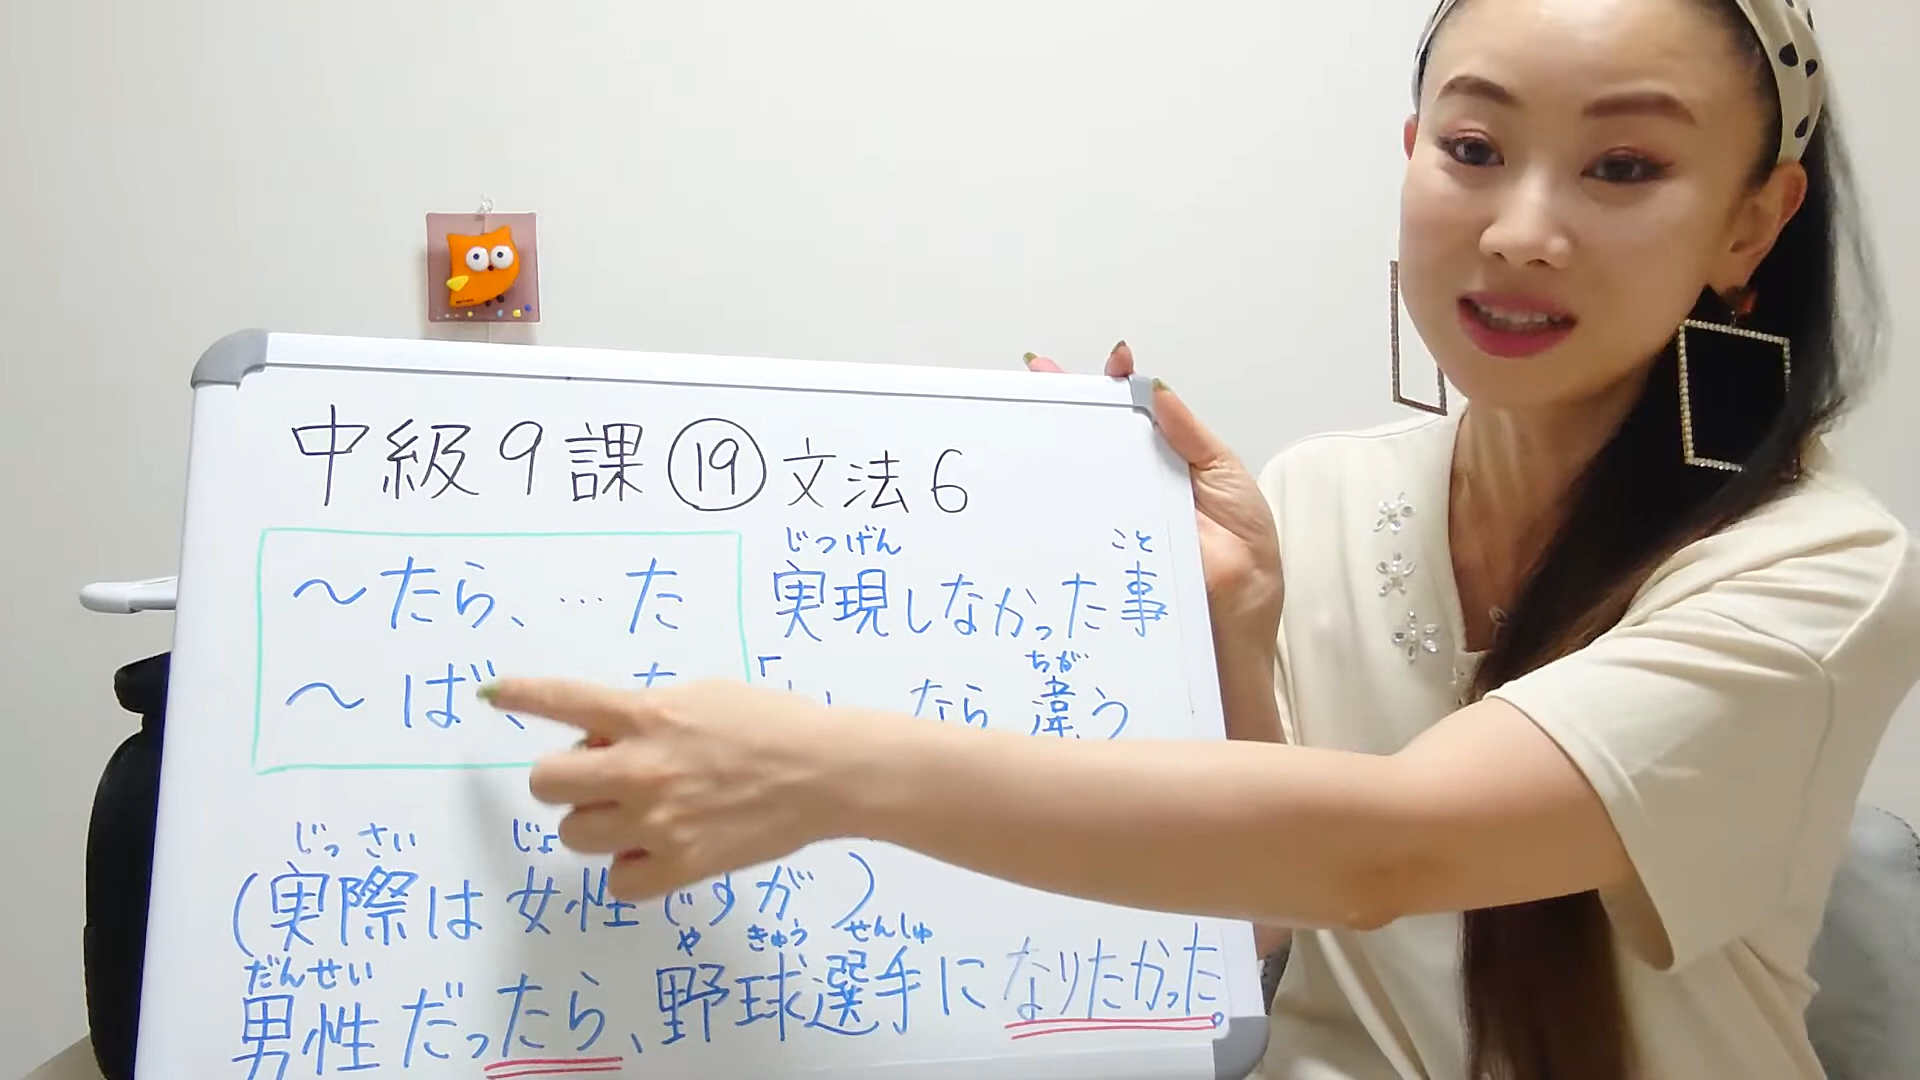 中級9課⑲文法6
～たら、…た
じつげん こと
実現しなかった事
～ば、
ちが
なら違う
じっさい じょ
(実際は女性ですが)
だんせい や きゅう せんしゅ
男性だったら、野球選手になりたかった。